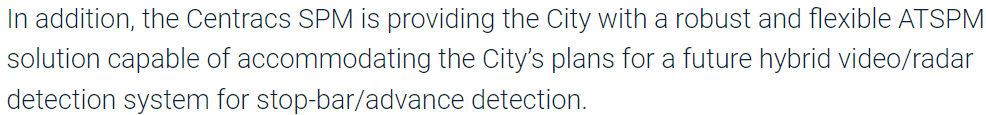 In addition, the Centracs SPM is providing the City with a robust and flexible ATSPM
solution capable of accommodating the City’s plans for a future hybrid video/radar
detection system for stop-bar/advance detection.